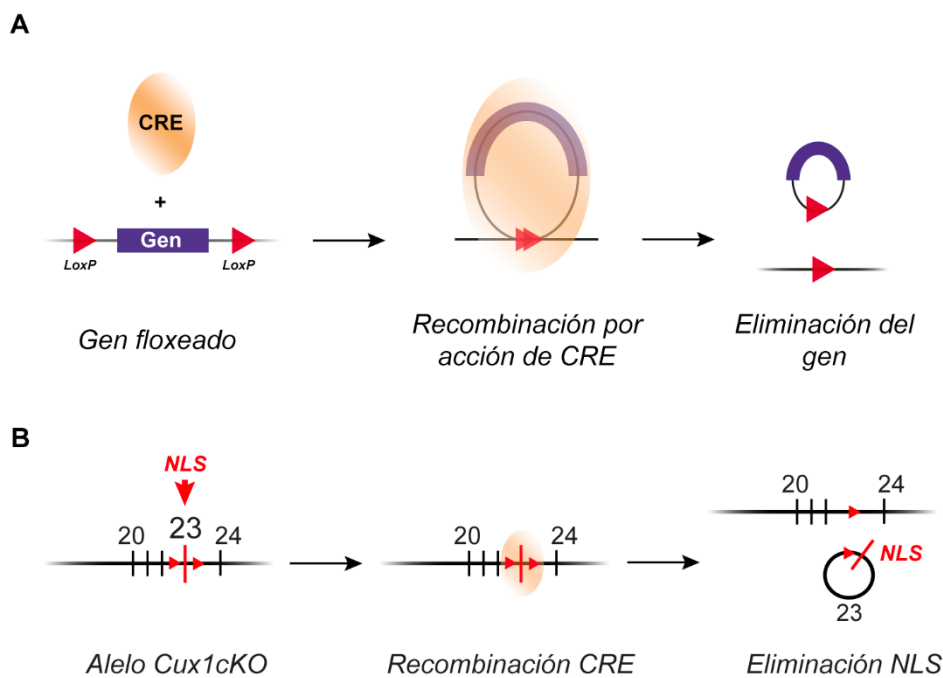 A
CRE
+
Gen
LoxP
LoxP
Gen floxeado
Recombinación por
acción de CRE
Eliminación del
gen
B
NLS
20
23
24
20
24
20
24
NLS
23
Alelo Cux1cKO
Recombinación CRE
Eliminación NLS